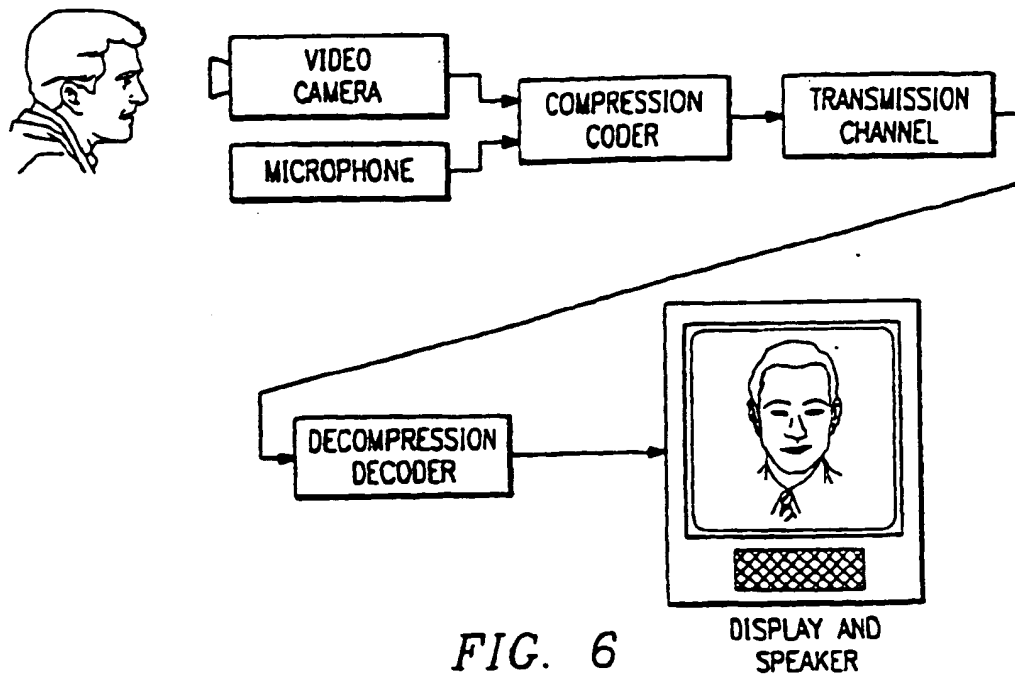 VIDEO
CAMERA
MICROPHONE
COMPRESSION
CODER
TRANSMISSION
CHANNEL
DECOMPRESSION
DECODER
DISPLAY AND
SPEAKER
FIG. 6